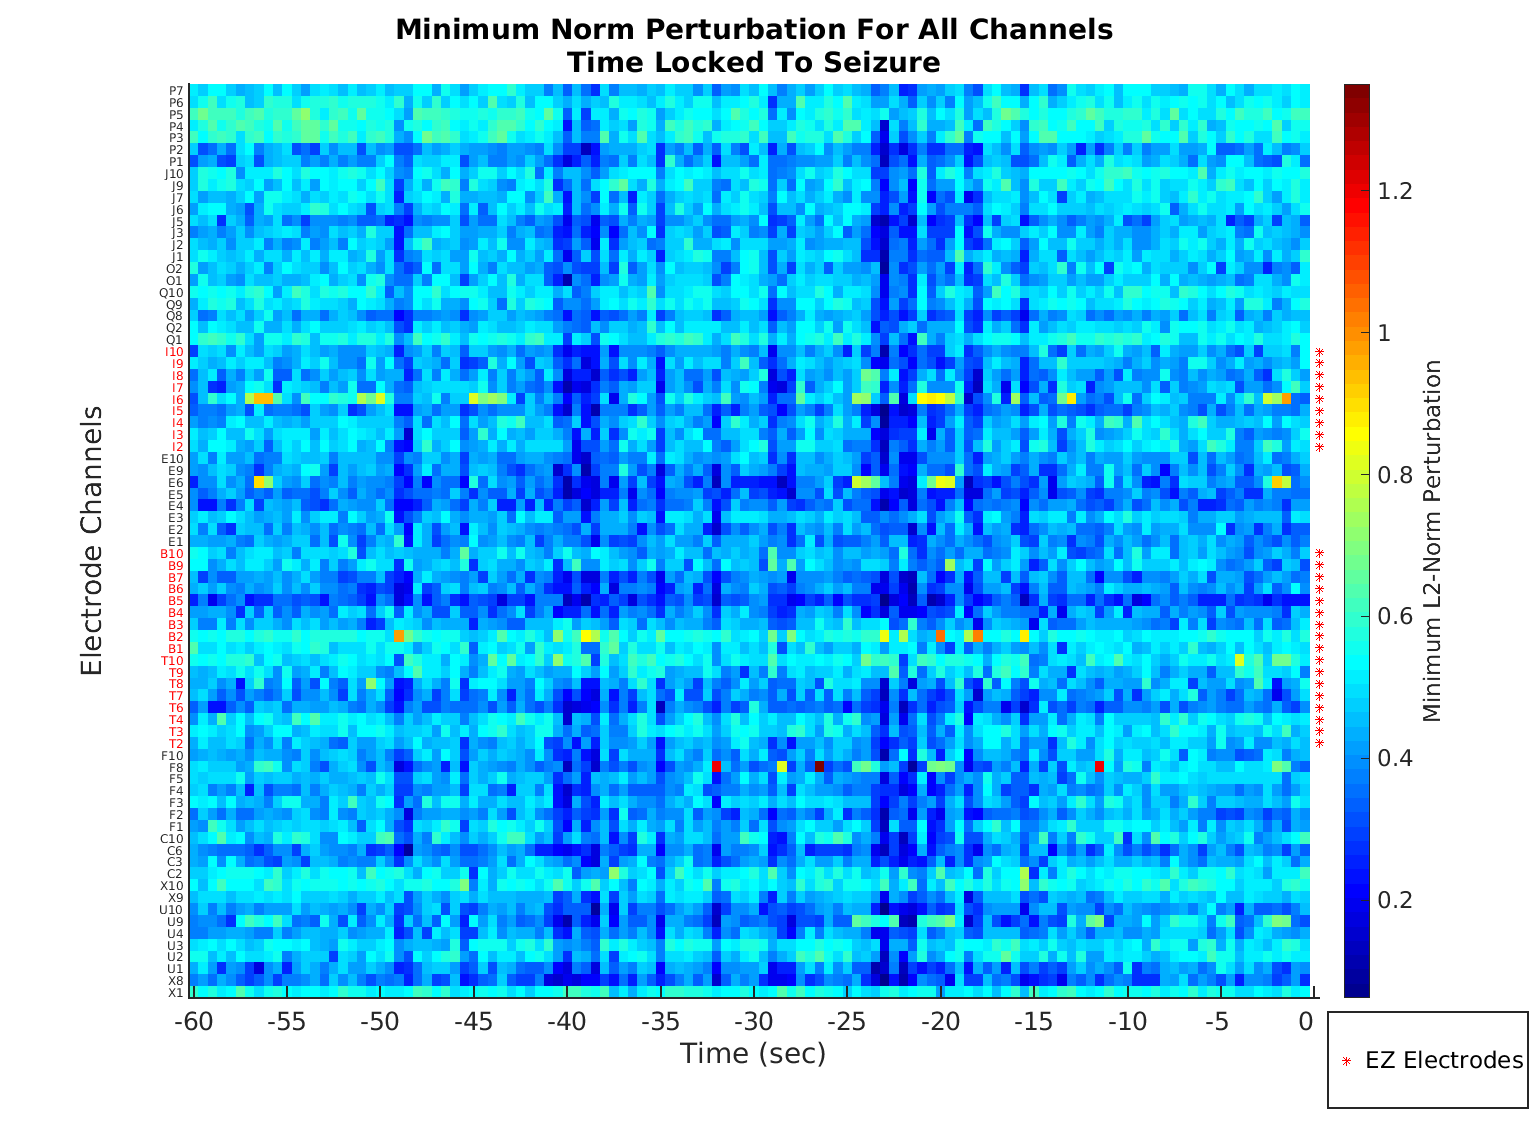 Minimum Norm Perturbation For All Channels
Time Locked To Seizure
Electrode Channels
P7
P6
P5
P4
P3
P2
P1
J10
J9
J7
J6
J5
J3
J2
J1
O2
O1
Q10
Q9
Q8
Q2
Q1
I10
I9
I8
I7
I6
I5
I4
I3
I2
E10
E9
E6
E5
E4
E3
E2
E1
B10
B9
B7
B6
B5
B4
B3
B2
B1
T10
T9
T8
T7
T6
T4
T3
T2
F10
F8
F5
F4
F3
F2
F1
C10
C6
C3
C2
X10
X9
U10
U9
U4
U3
U2
U1
X8
X1
-60 -55 -50 -45 -40 -35 -30 -25 -20 -15 -10 -5 0
Time (sec)
1.2
1
0.8
0.6
0.4
0.2
Minimum L2-Norm Perturbation
* EZ Electrodes